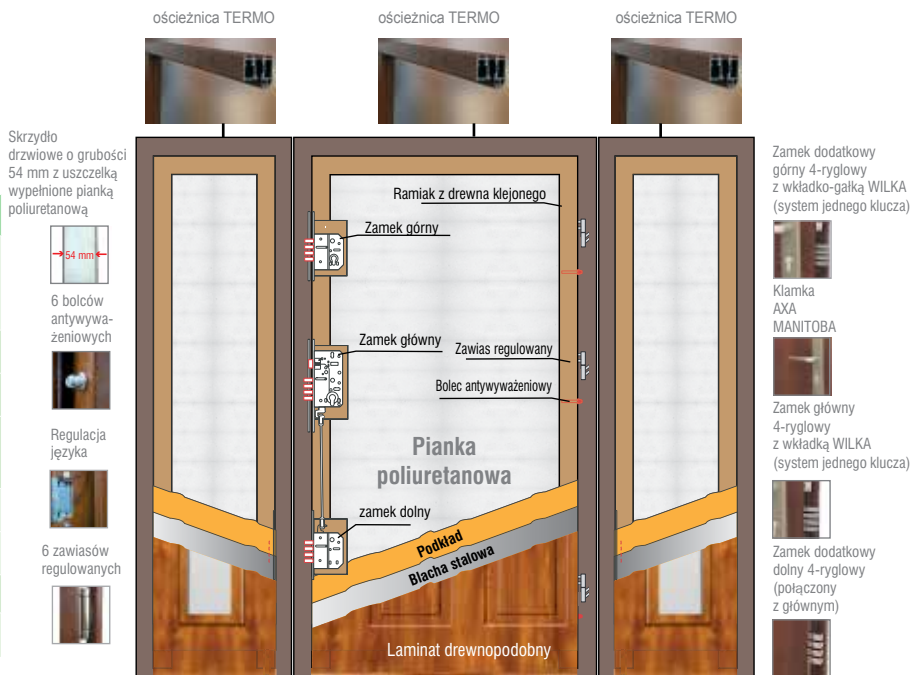 ościeżnica TERMO
ościeżnica TERMO
ościeżnica TERMO
Skrzydło
drzwiowe o grubości
54 mm z uszczelką
wypełnione pianką
poliuretanową
54 mm
6 bolców
antywywa-
żeniowych
Regulacja
języka
6 zawiasów
regulowanych
Ramiak z drewna klejonego
Zamek górny
Zamek główny
Zawias regulowany
Bolec antywyważeniowy
Pianka
poliuretanowa
zamek dolny
Podkład
Blacha stalowa
Laminat drewnopodobny
Zamek dodatkowy
górny 4-ryglowy
z wkładko-gałką WILKA
(system jednego klucza)
Klamka
AXA
MANITOBA
Zamek główny
4-ryglowy
z wkładką WILKA
(system jednego klucza)
Zamek dodatkowy
dolny 4-ryglowy
(połączony
z głównym)